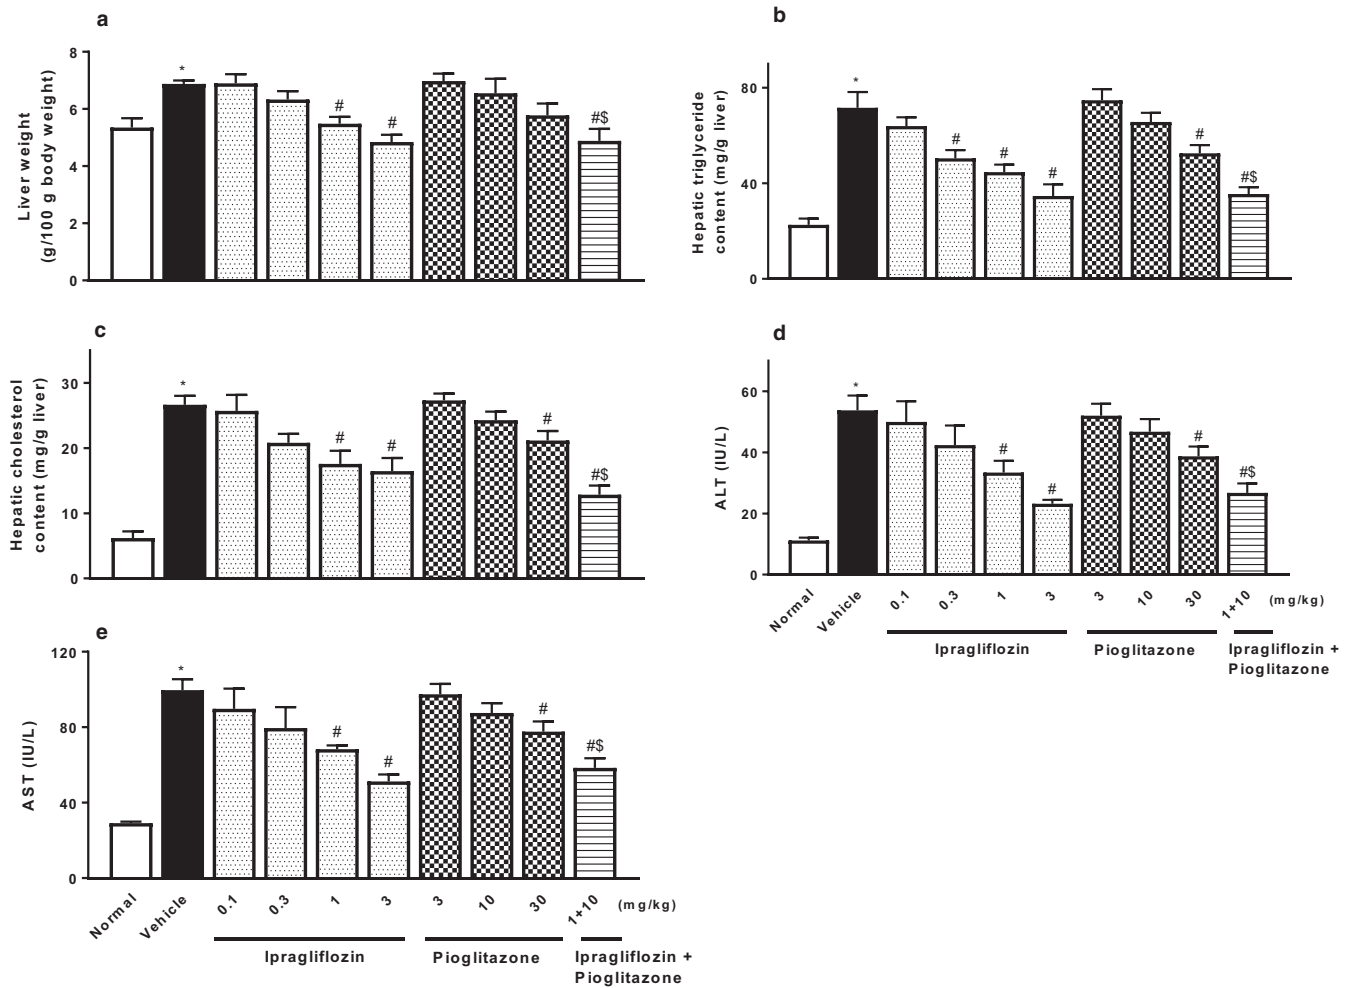 a
Liver weight
(g/100 g body weight)
8
6
4
2
0
*
#
#
#$
b
Hepatic triglyceride
content (mg/g liver)
80
40
0
*
#
#
#
#
#$
c
Hepatic cholesterol
content (mg/g liver)
30
20
10
0
*
#
#
#
#$
d
ALT (IU/L)
60
40
20
0
*
#
#
#
#$
Normal
Vehicle
0.1
0.3
1
3
3
10
30
1+10
(mg/kg)
Ipragliflozin
Pioglitazone
Ipragliflozin +
Pioglitazone
e
AST (IU/L)
120
80
40
0
*
#
#
#
#$
Normal
Vehicle
0.1
0.3
1
3
3
10
30
1+10
(mg/kg)
Ipragliflozin
Pioglitazone
Ipragliflozin +
Pioglitazone